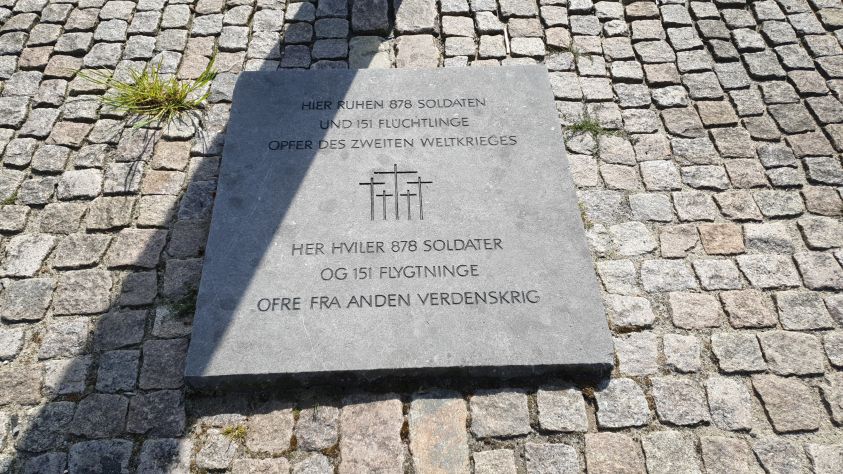 HIER RUHEN 878 SOLDATEN
UND 151 FLÜCHTLINGE
OPFER DES ZWEITEN WELTKRIEGES
HER HVILER 878 SOLDATER
OG 151 FLYGTNINGE
OFRE FRA ANDEN VERDENSKRIG